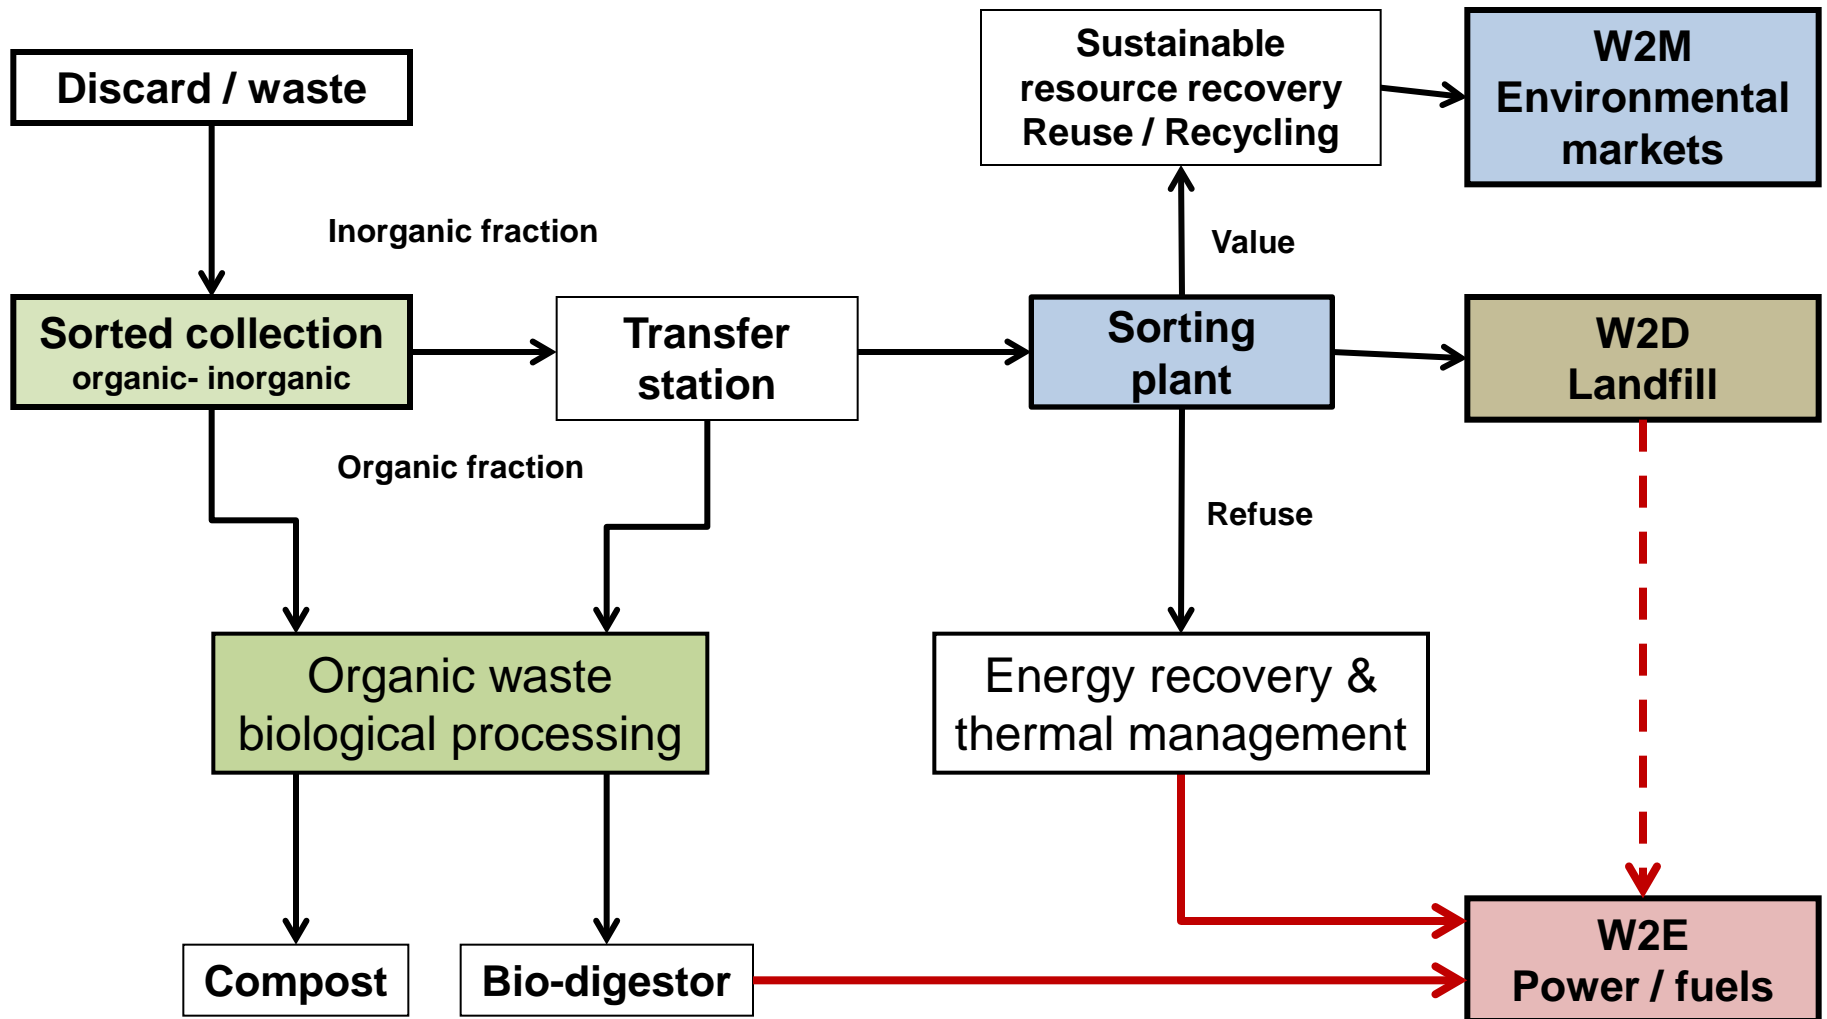 Discard / waste
Sustainable
resource recovery
Reuse / Recycling
W2M
Environmental
markets
Inorganic fraction
Value
Sorted collection
organic- inorganic
Transfer
station
Sorting
plant
W2D
Landfill
Organic fraction
Refuse
Organic waste
biological processing
Energy recovery &
thermal management
Compost
Bio-digestor
W2E
Power / fuels